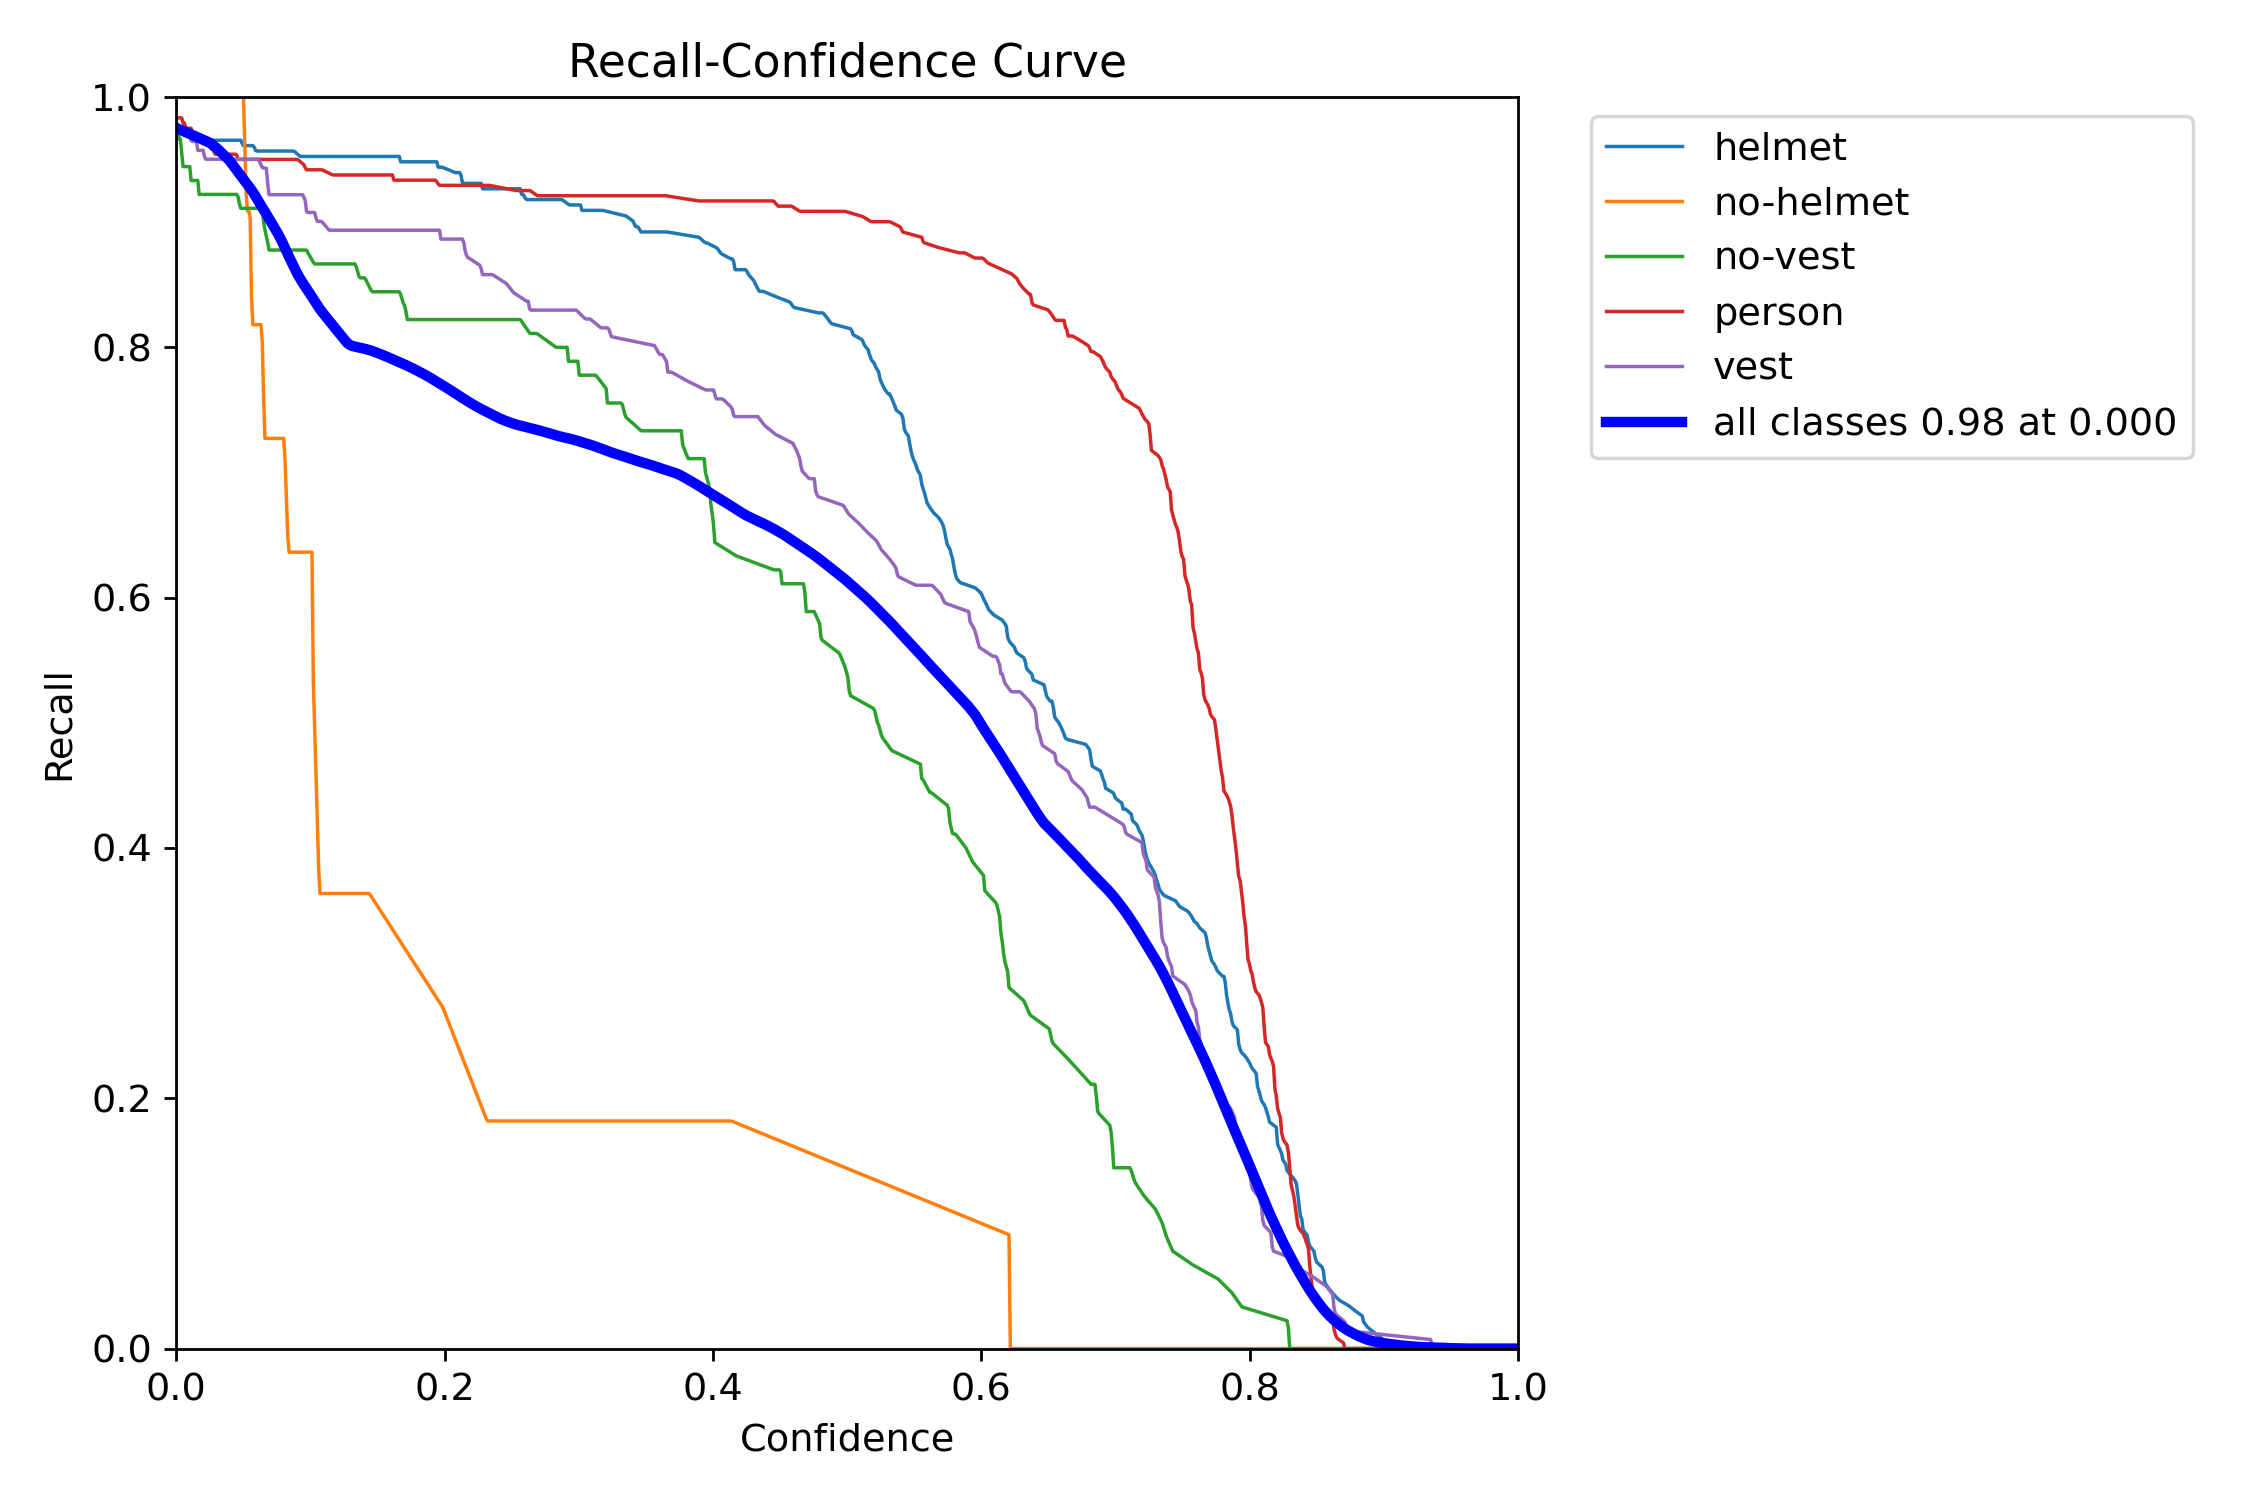 Recall-Confidence Curve
1.0
0.8
0.6
0.4
0.2
0.0
Recall
0.0 0.2 0.4 0.6 0.8 1.0
Confidence
helmet
no-helmet
no-vest
person
vest
all classes 0.98 at 0.000